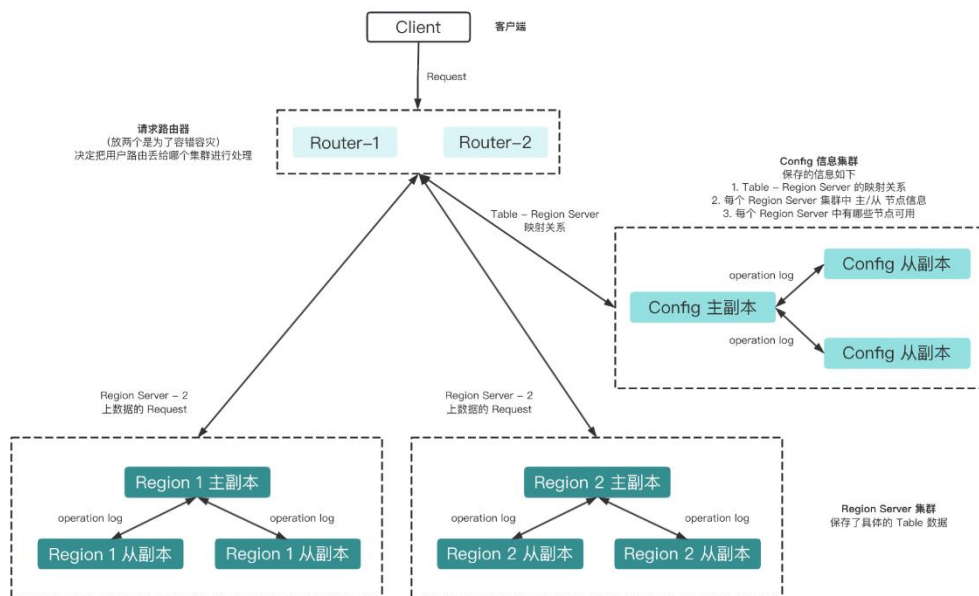 Client
客户端
Request
请求路由器
(放两个是为了容错容灾)
决定把用户路由丢给哪个集群进行处理
Router-1
Router-2
Config 信息集群
保存的信息如下
1. Table - Region Server 的映射关系
2. 每个 Region Server 集群中 主/从 节点信息
3. 每个 Region Server 中有哪些节点可用
Table - Region Server
映射关系
Config 主副本
operation log
Config 从副本
operation log
Config 从副本
Region Server - 2
上数据的 Request
Region Server - 2
上数据的 Request
Region 1 主副本
operation log
operation log
Region 1 从副本
Region 1 从副本
Region 2 主副本
operation log
operation log
Region 2 从副本
Region 2 从副本
Region Server 集群
保存了具体的 Table 数据